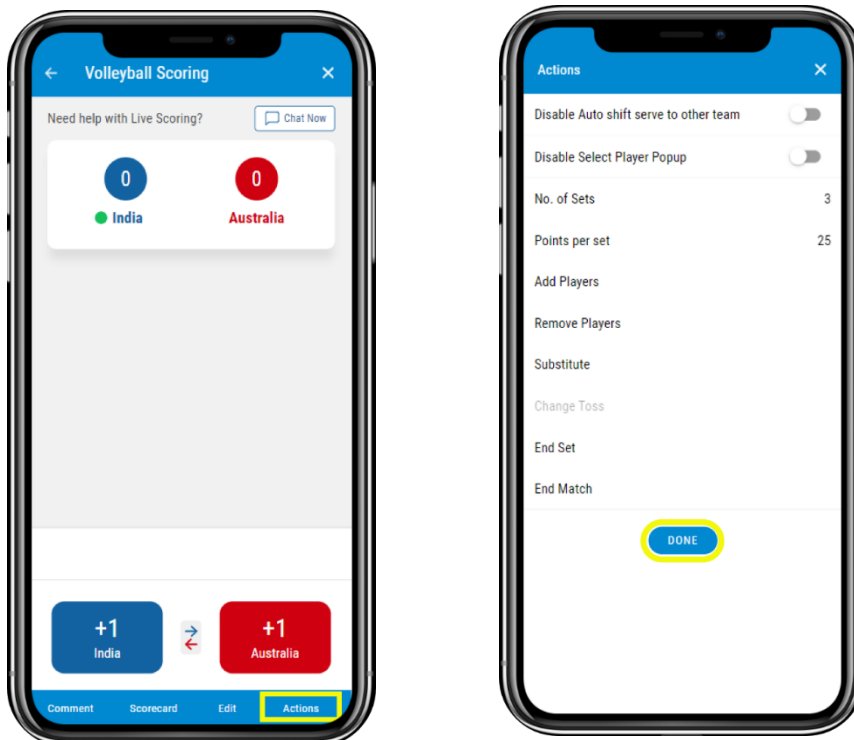 Volleyball Scoring
Need help with Live Scoring?
Chat Now
0
0
India
Australia
+1
India
+1
Australia
Comment
Scorecard
Edit
Actions
Actions
Disable Auto shift serve to other team
Disable Select Player Popup
No. of Sets 3
Points per set 25
Add Players
Remove Players
Substitute
Change Toss
End Set
End Match
DONE